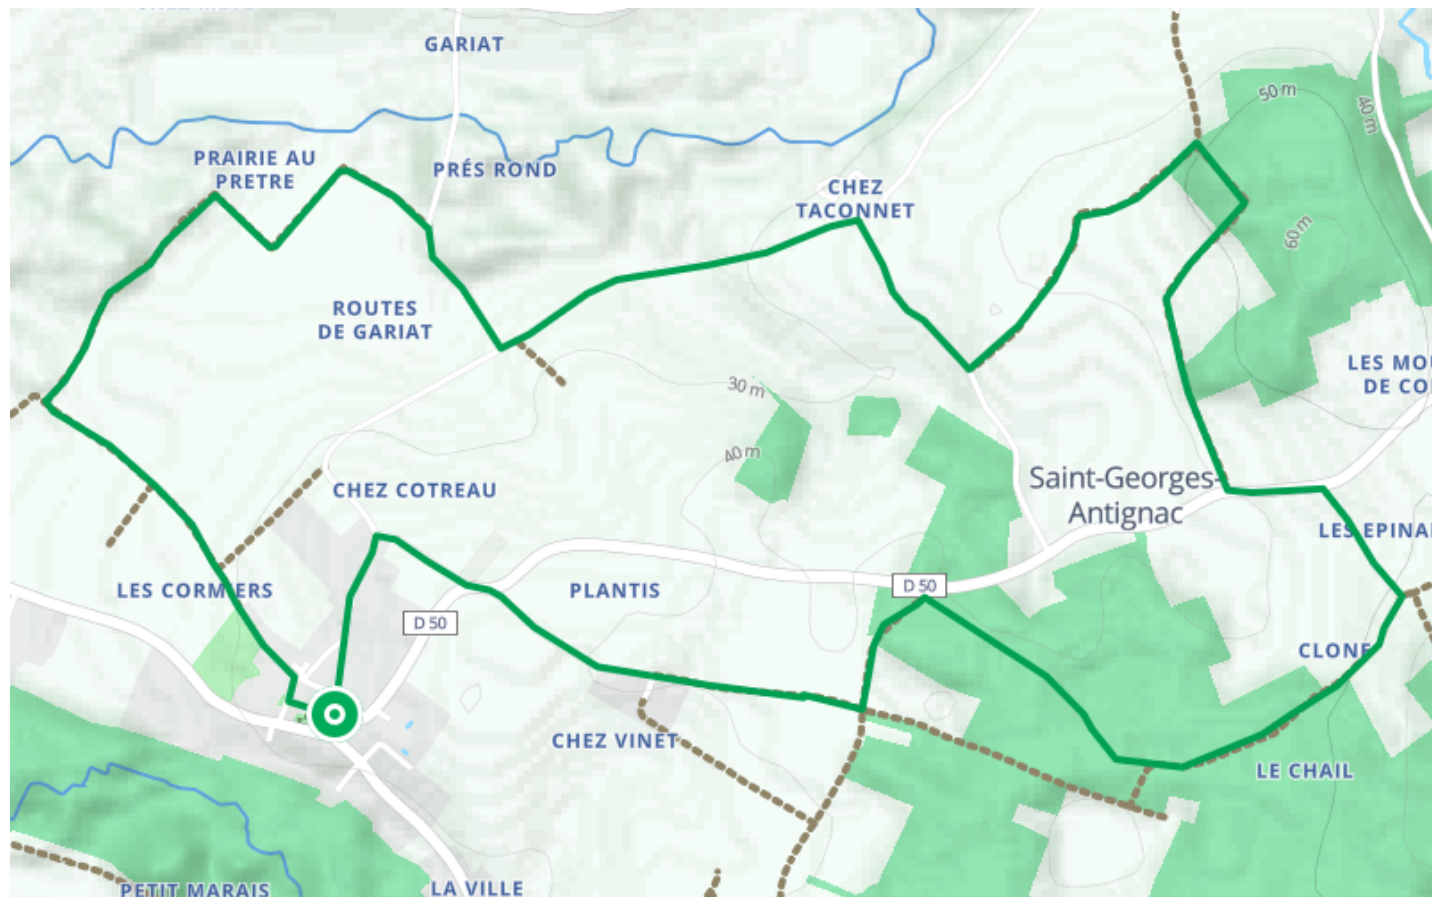 GARIAT
50 m
40 m
PRAIRIE AU
PRETRE
PRÉS ROND
CHEZ
TACONNET
60 m
ROUTES
DE GARIAT
LES MOU
DE CO
30 m
40 m
CHEZ COTREAU
Saint-Georges-
Antignac
LES EPINA
LES CORMIERS
PLANTIS
D 50
D 50
CLONE
CHEZ VINET
LE CHAIL
PETIT MARAIS
LA VILLE